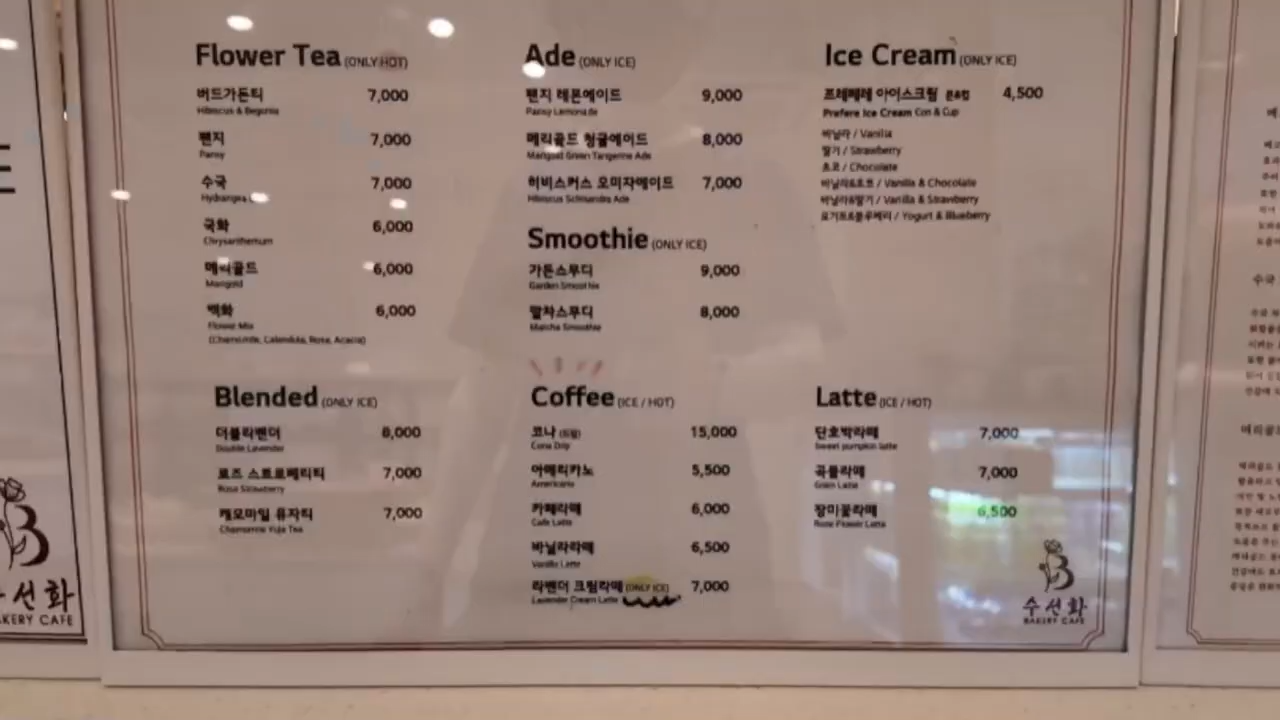 Flower Tea (ONLY HOT)
버드가든티 7,000
Hibiscus & Begonia
팬지 7,000
Pansy
수국 7,000
Hydrangea
국화 6,000
Chrysanthemum
메리골드 6,000
Marigold
백화 6,000
Flower Mix
(Chamomile, Calendula, Rose, Acacia)
Ade (ONLY ICE)
팬지 레몬에이드 9,000
Pansy Lemonade
메리골드 청귤에이드 8,000
Marigold Green Tangerine Ade
히비스커스 오미자에이드 7,000
Hibiscus Schisandra Ade
Smoothie (ONLY ICE)
가든스무디 9,000
Garden Smoothie
말차스무디 8,000
Matcha Smoothie
Ice Cream (ONLY ICE)
프레페레 아이스크림 콘&컵 4,500
Prefere Ice Cream Con & Cup
바닐라 / Vanilla
딸기 / Strawberry
초코 / Chocolate
바닐라&초코 / Vanilla & Chocolate
바닐라&딸기 / Vanilla & Strawberry
요거트&블루베리 / Yogurt & Blueberry
Blended (ONLY ICE)
더블라벤더 8,000
Double Lavender
로즈 스트로베리티 7,000
Rose Strawberry
캐모마일 유자티 7,000
Chamomile Yuja Tea
Coffee (ICE / HOT)
코나 (드립) 15,000
Cona Drip
아메리카노 5,500
Americano
카페라떼 6,000
Cafe Latte
바닐라라떼 6,500
Vanilla Latte
라벤더 크림라떼 (ONLY ICE) 7,000
Lavender Cream Latte
Latte (ICE / HOT)
단호박라떼 7,000
Sweet pumpkin latte
곡물라떼 7,000
Grain Latte
장미꽃라떼 6,500
Rose Flower Latte
수선화
BAKERY CAFE
선화
BAKERY CAFE
수국